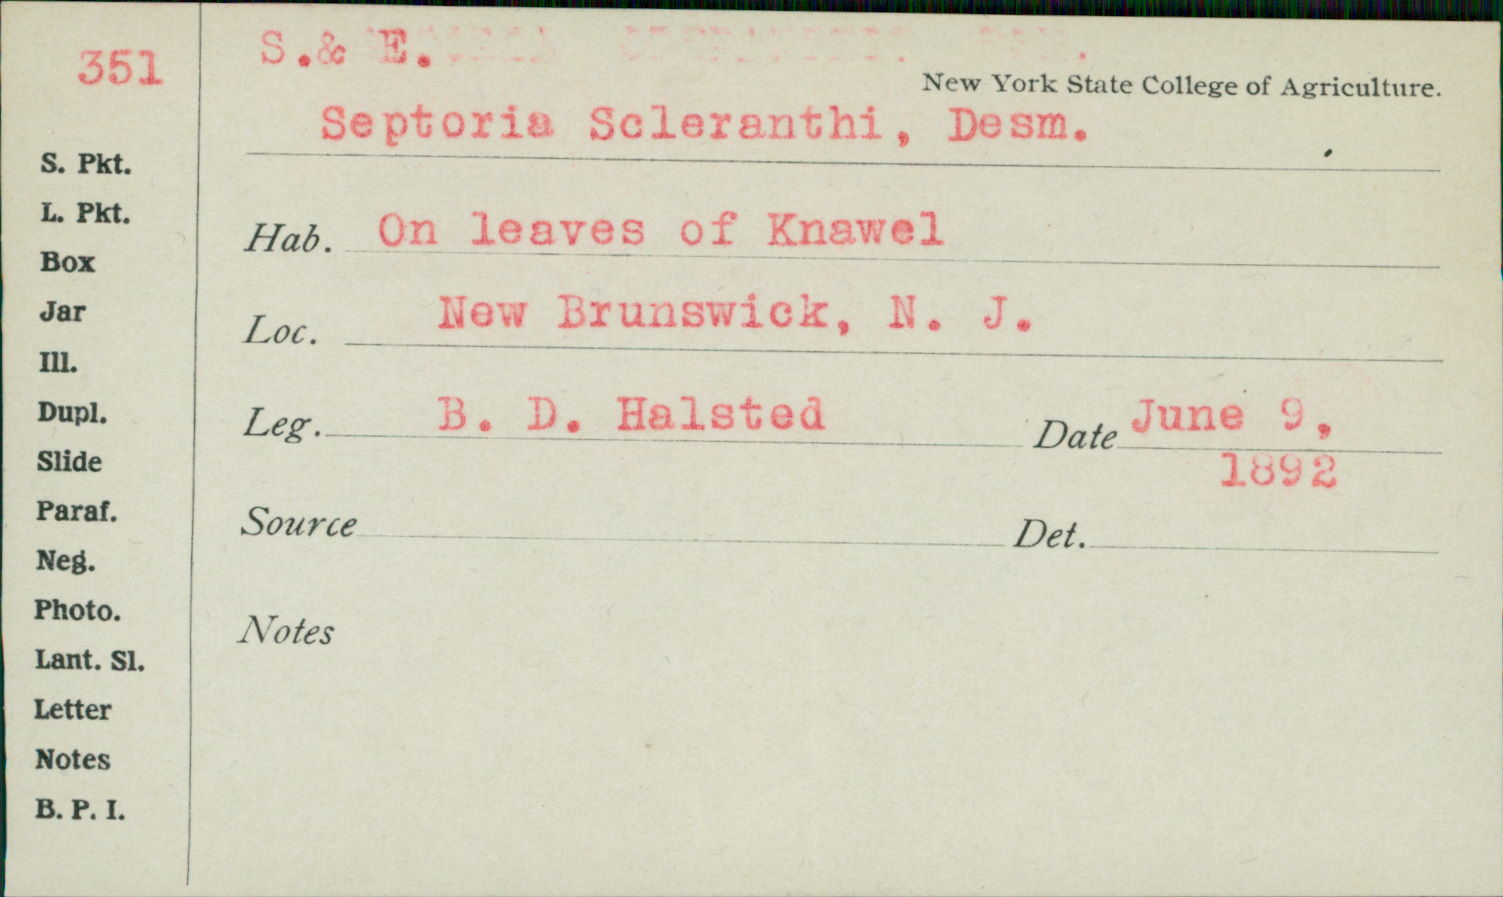 351
S.& E.
New York State College of Agriculture.
Septoria Scleranthi, Desm.
S. Pkt.
L. Pkt.
Box
Jar
Ill.
Dupl.
Slide
Paraf.
Neg.
Photo.
Lant. Sl.
Letter
Notes
B. P. I.
Hab. On leaves of Knawel
Loc. New Brunswick, N. J.
Leg. B. D. Halsted Date June 9,
1892
Source Det.
Notes